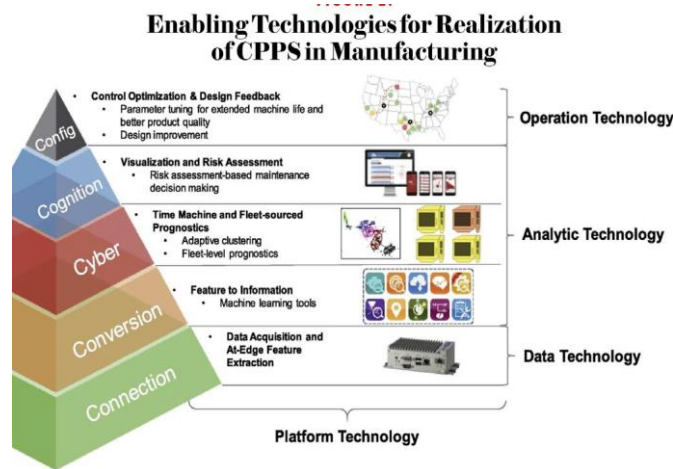 Enabling Technologies for Realization
of CPPS in Manufacturing
Config
• Control Optimization & Design Feedback
• Parameter tuning for extended machine life and
better product quality
• Design improvement
Operation Technology
Cognition
• Visualization and Risk Assessment
• Risk assessment-based maintenance
decision making
Cyber
• Time Machine and Fleet-sourced
Prognostics
• Adaptive clustering
• Fleet-level prognostics
Analytic Technology
Conversion
• Feature to Information
• Machine learning tools
Connection
• Data Acquisition and
At-Edge Feature
Extraction
Data Technology
Platform Technology